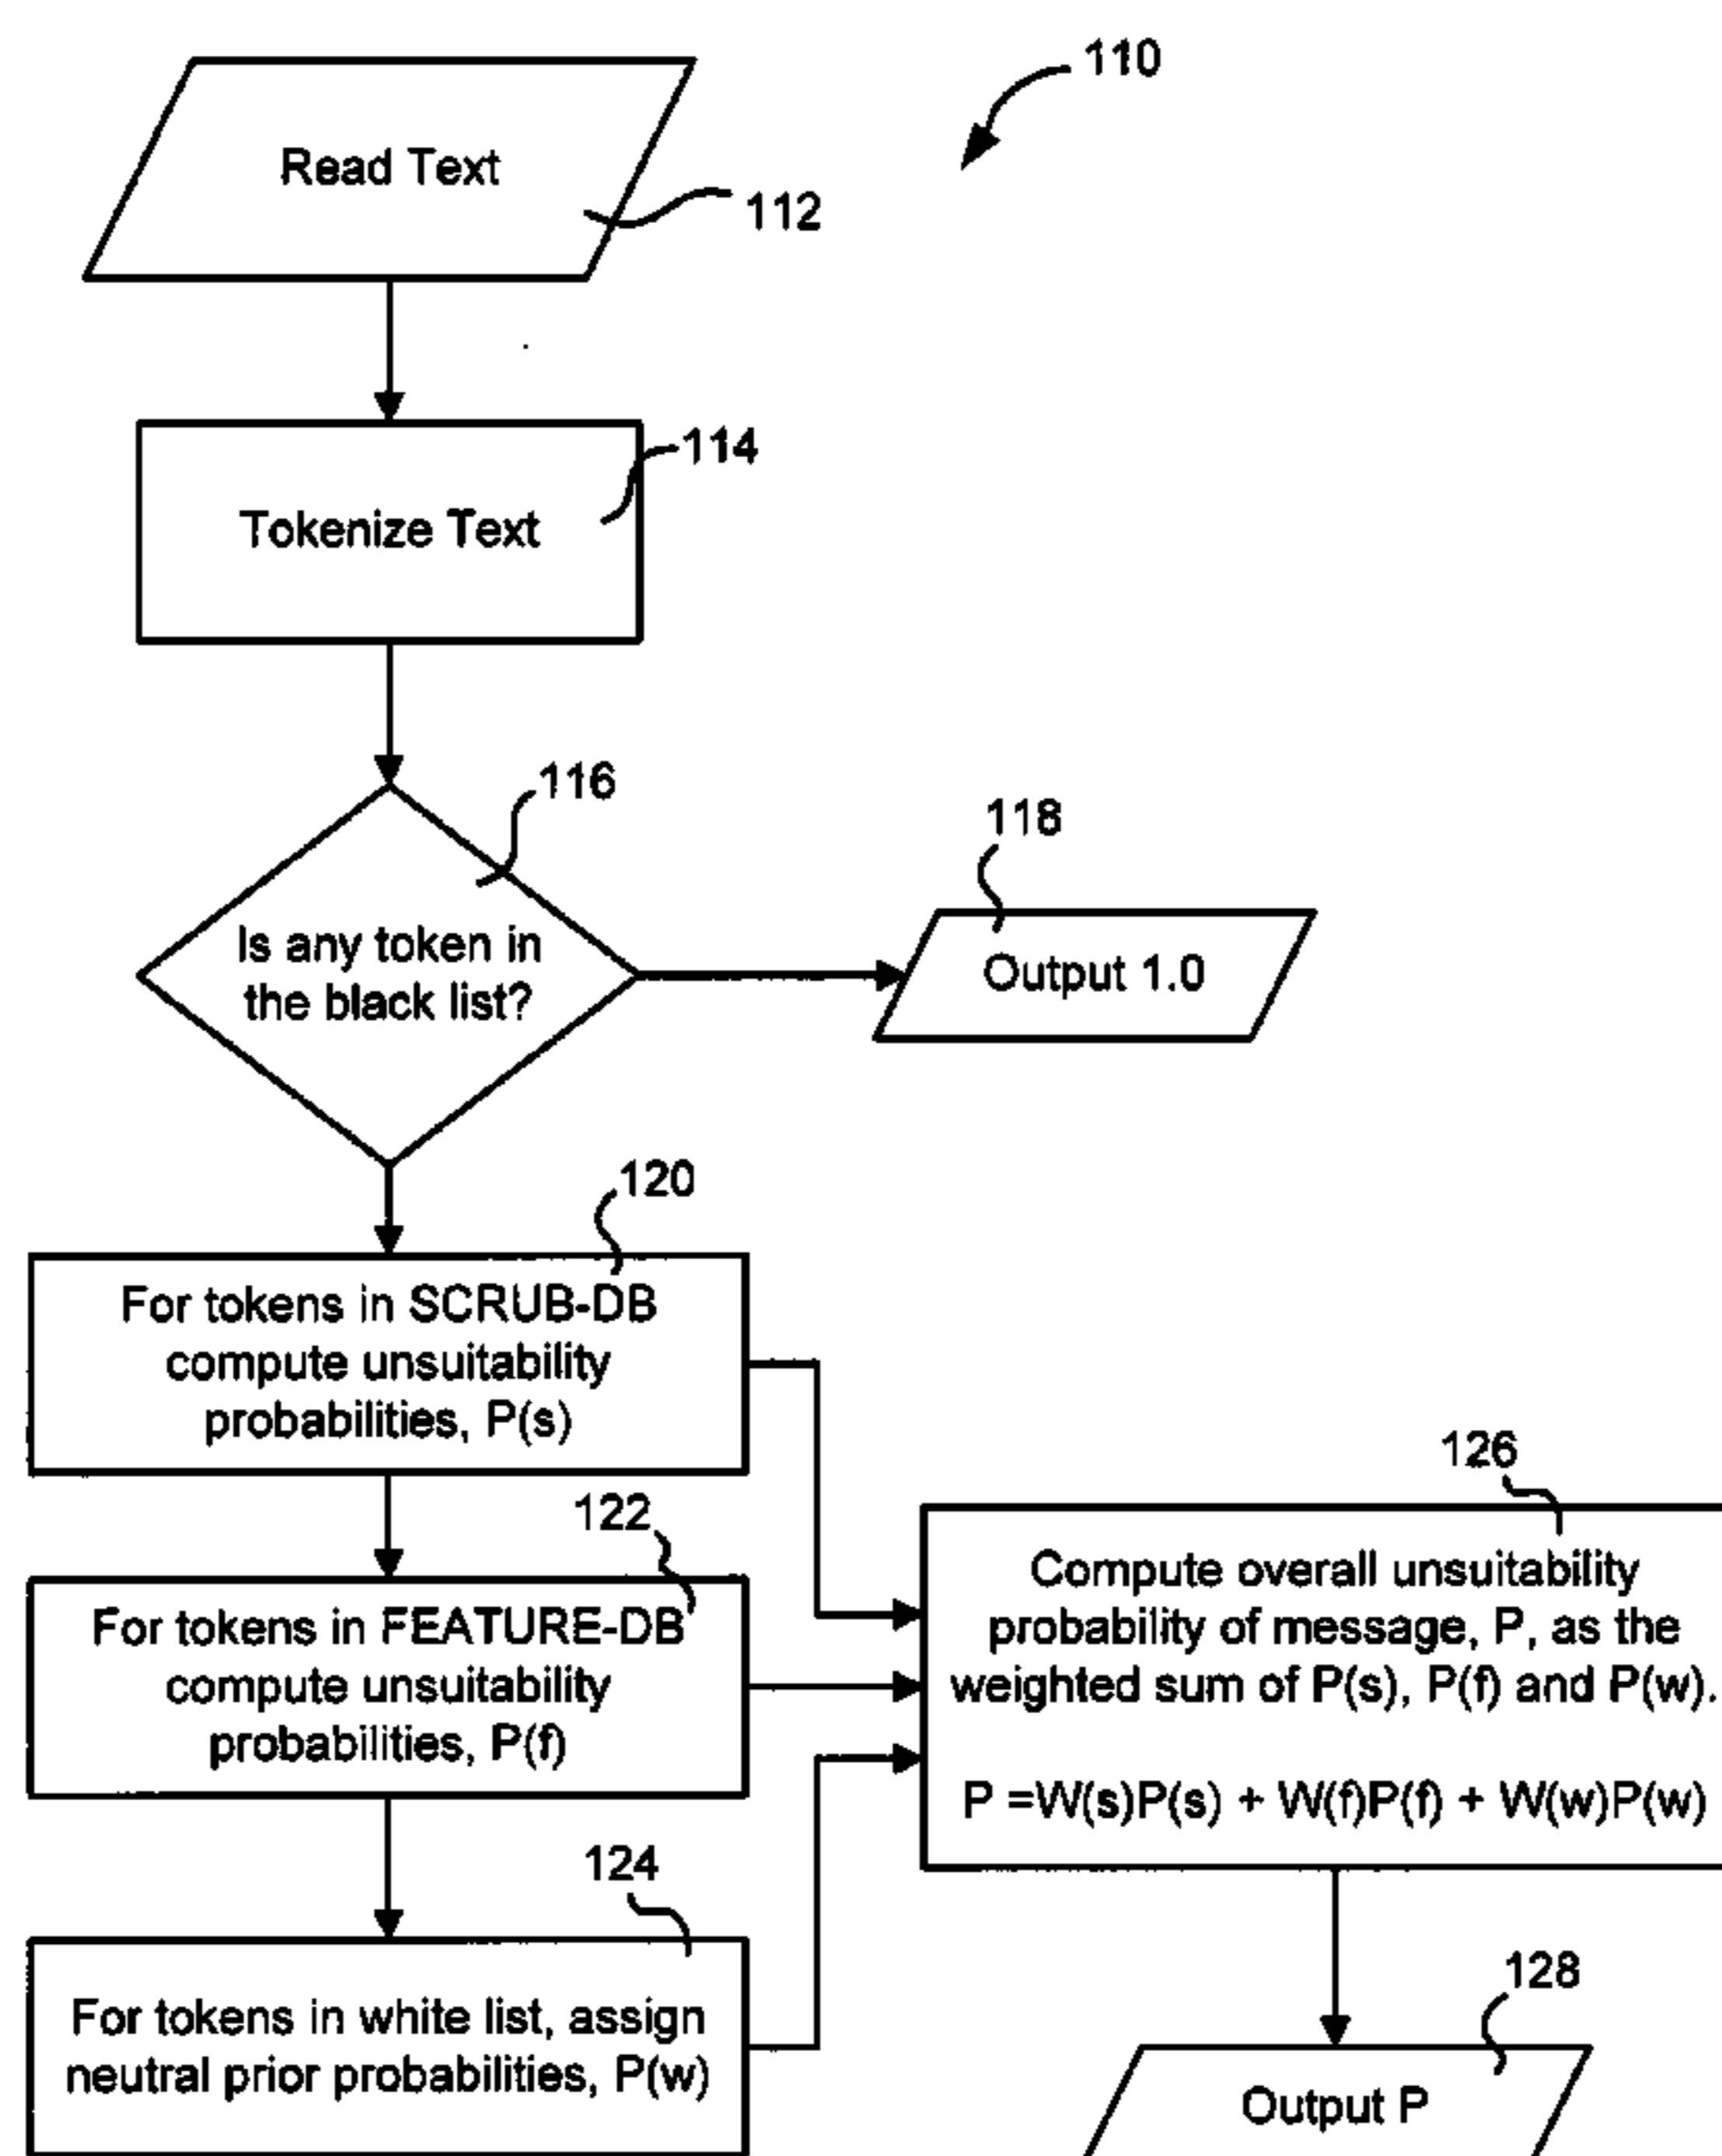 110
Read Text
112
114
Tokenize Text
116
Is any token in
the black list?
118
Output 1.0
120
For tokens in SCRUB-DB
compute unsuitability
probabilities, P(s)
122
For tokens in FEATURE-DB
compute unsuitability
probabilities, P(f)
124
For tokens in white list, assign
neutral prior probabilities, P(w)
126
Compute overall unsuitability
probability of message, P, as the
weighted sum of P(s), P(f) and P(w).
P =W(s)P(s) + W(f)P(f) + W(w)P(w)
128
Output P